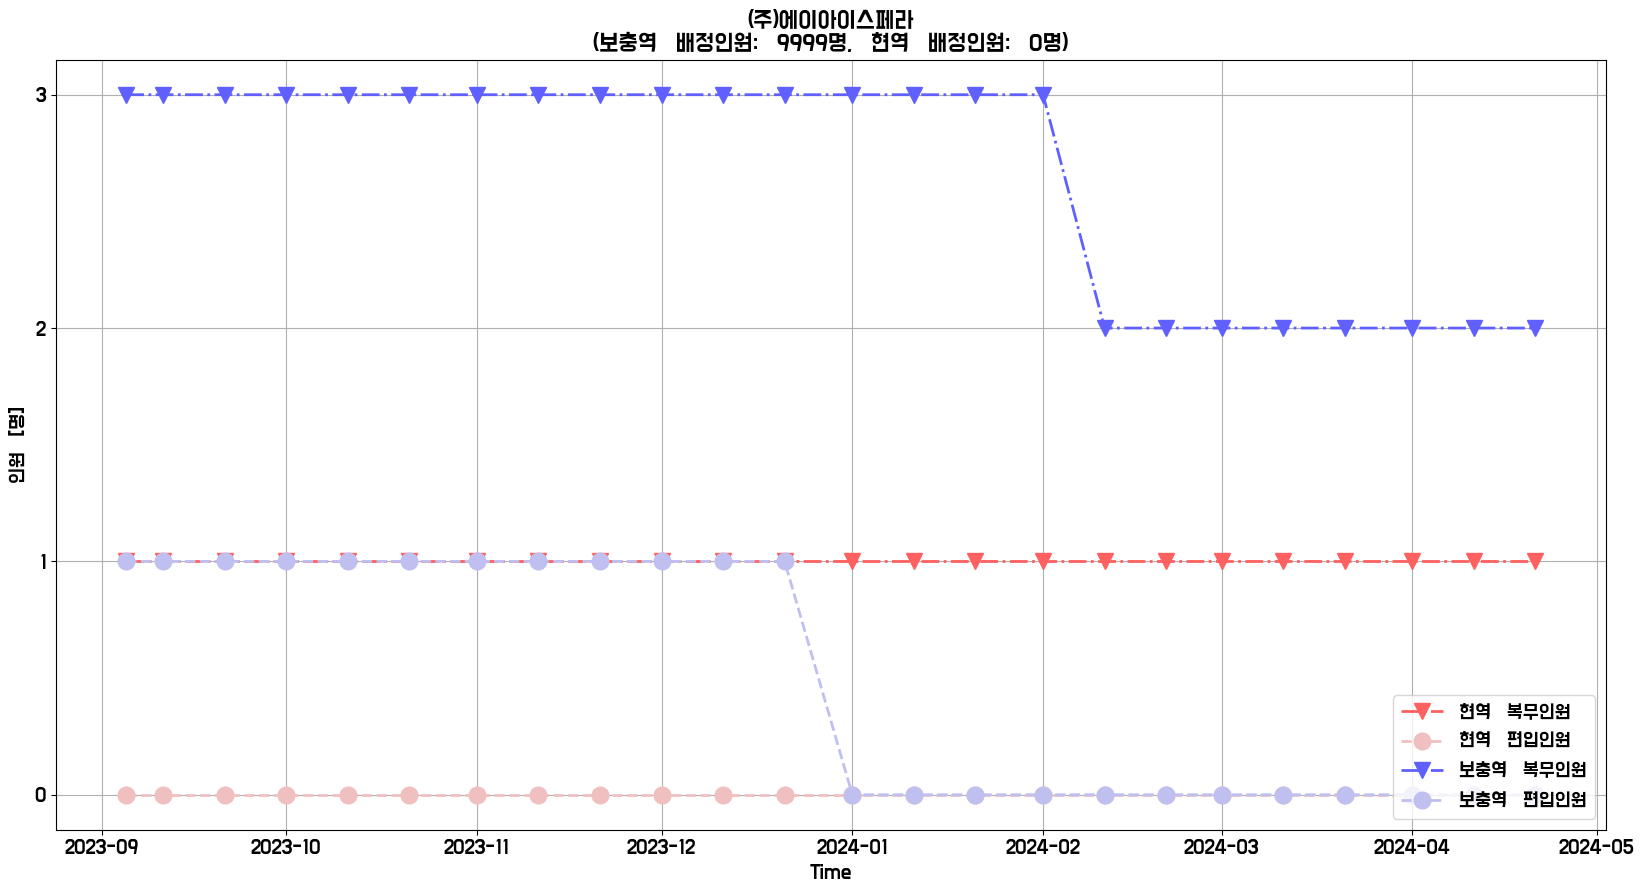 (주)에이아이스페라
(보충역 배정인원: 9999명, 현역 배정인원: 0명)
3
2
1
0
인원 [명]
2023-09 2023-10 2023-11 2023-12 2024-01 2024-02 2024-03 2024-04 2024-05
Time
현역 복무인원
현역 편입인원
보충역 복무인원
보충역 편입인원